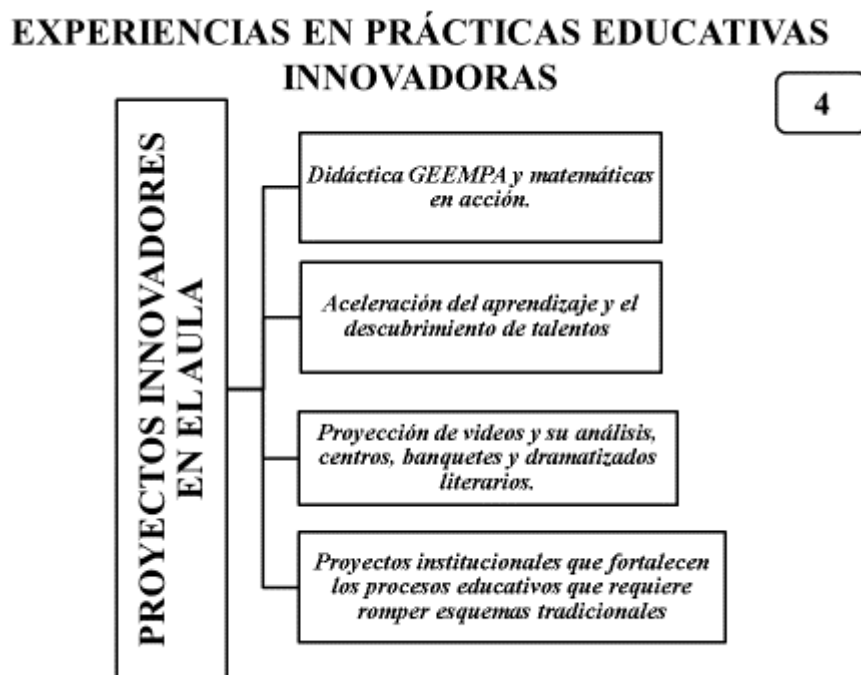 EXPERIENCIAS EN PRÁCTICAS EDUCATIVAS
INNOVADORAS
4
PROYECTOS INNOVADORES
EN EL AULA
Didáctica GEEMPA y matemáticas
en acción.
Aceleración del aprendizaje y el
descubrimiento de talentos
Proyección de videos y su análisis,
centros, banquetes y dramatizados
literarios.
Proyectos institucionales que fortalecen
los procesos educativos que requiere
romper esquemas tradicionales